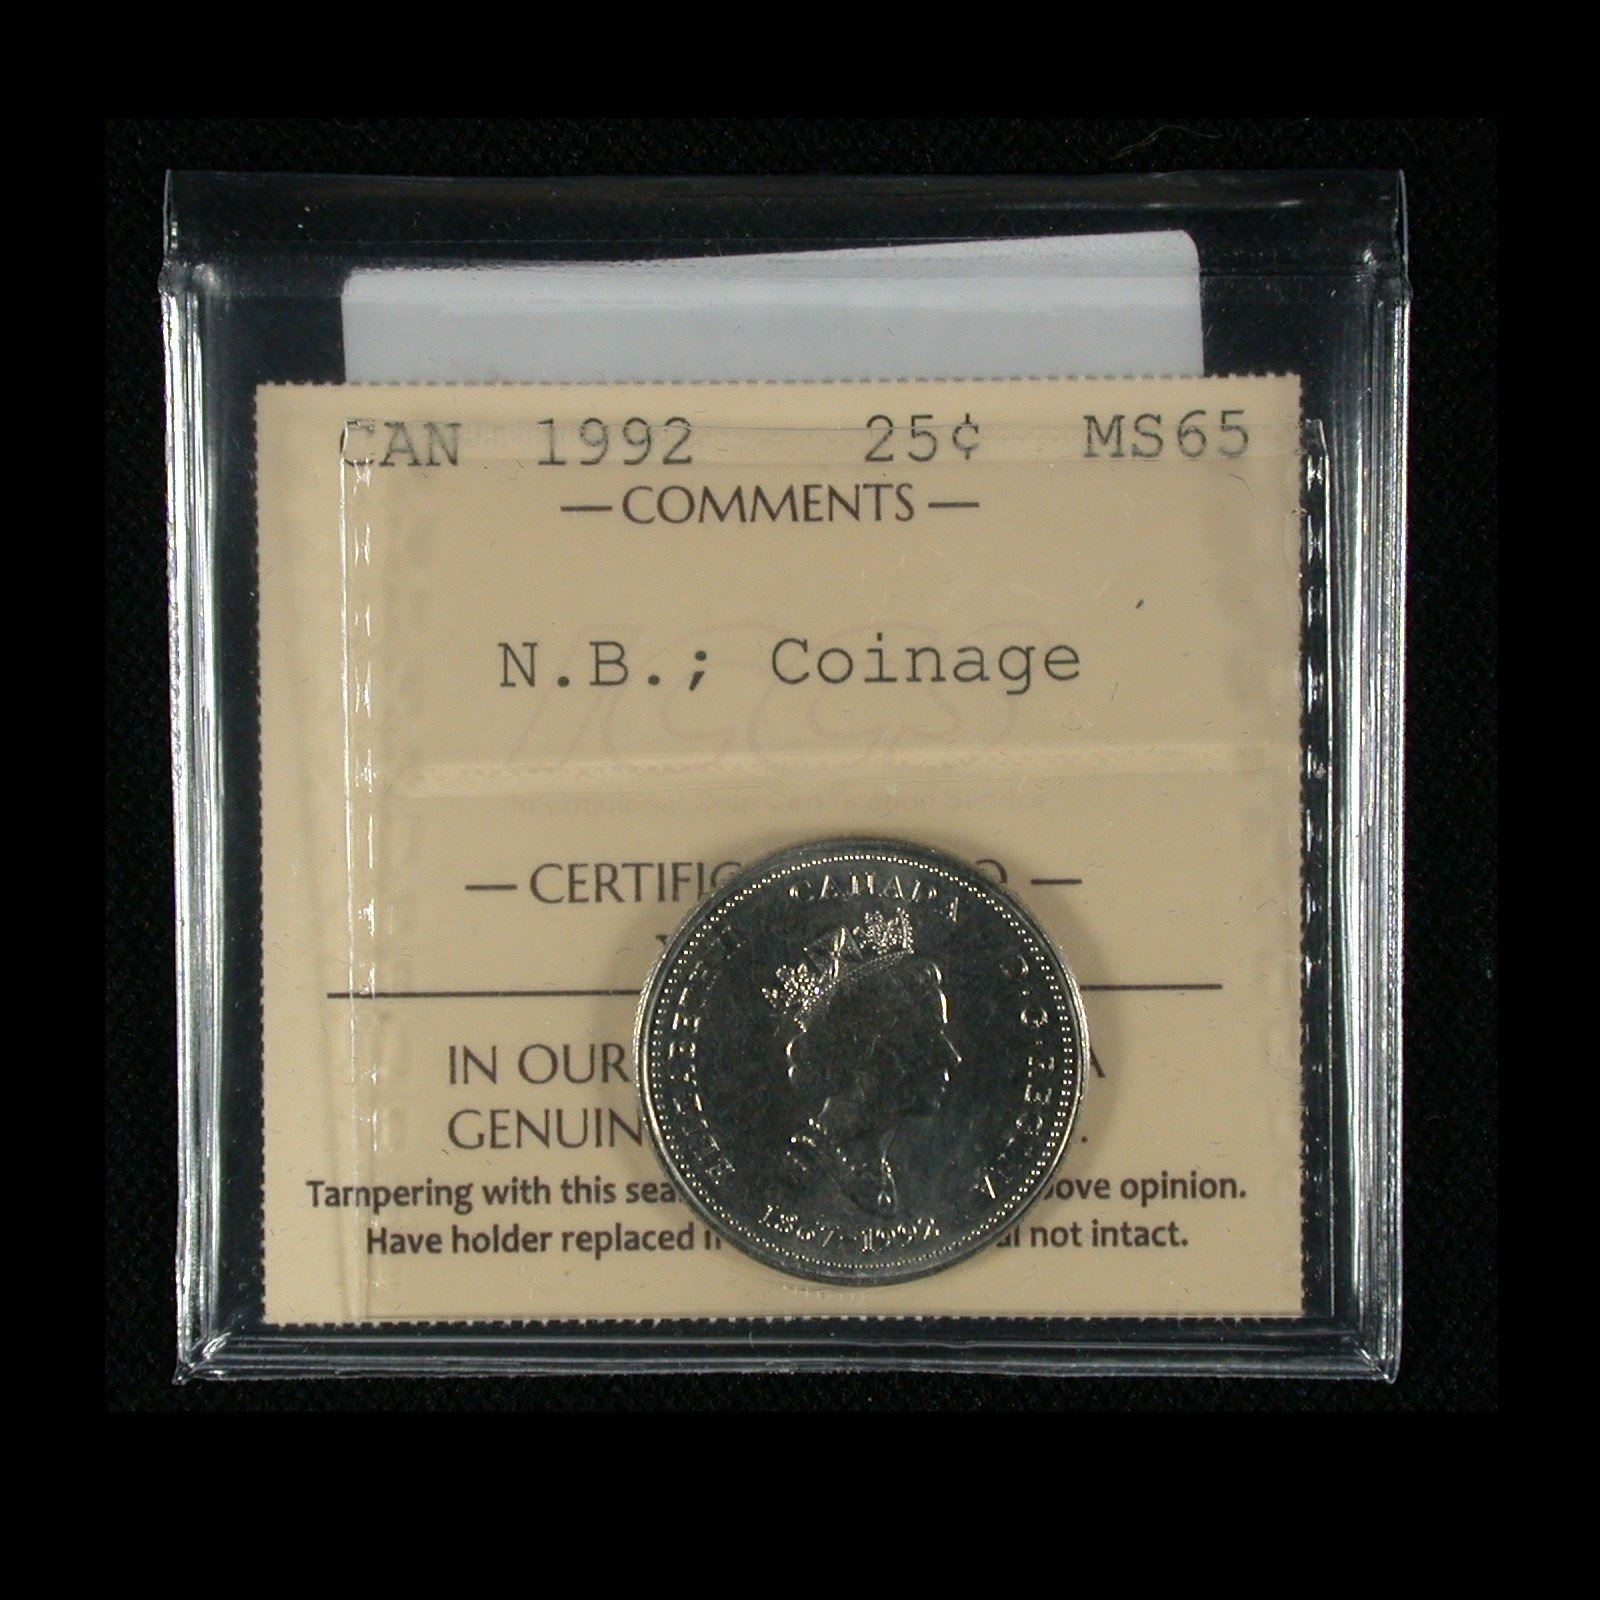 CAN 1992 25¢ MS65
— COMMENTS —
N.B.; Coinage
ICCS
— CERTIFIC
IN OUR
GENUIN
Tampering with this sea ove opinion.
Have holder replaced al not intact.
CANADA
ELIZABETH II D·G·REGINA
1867-1992